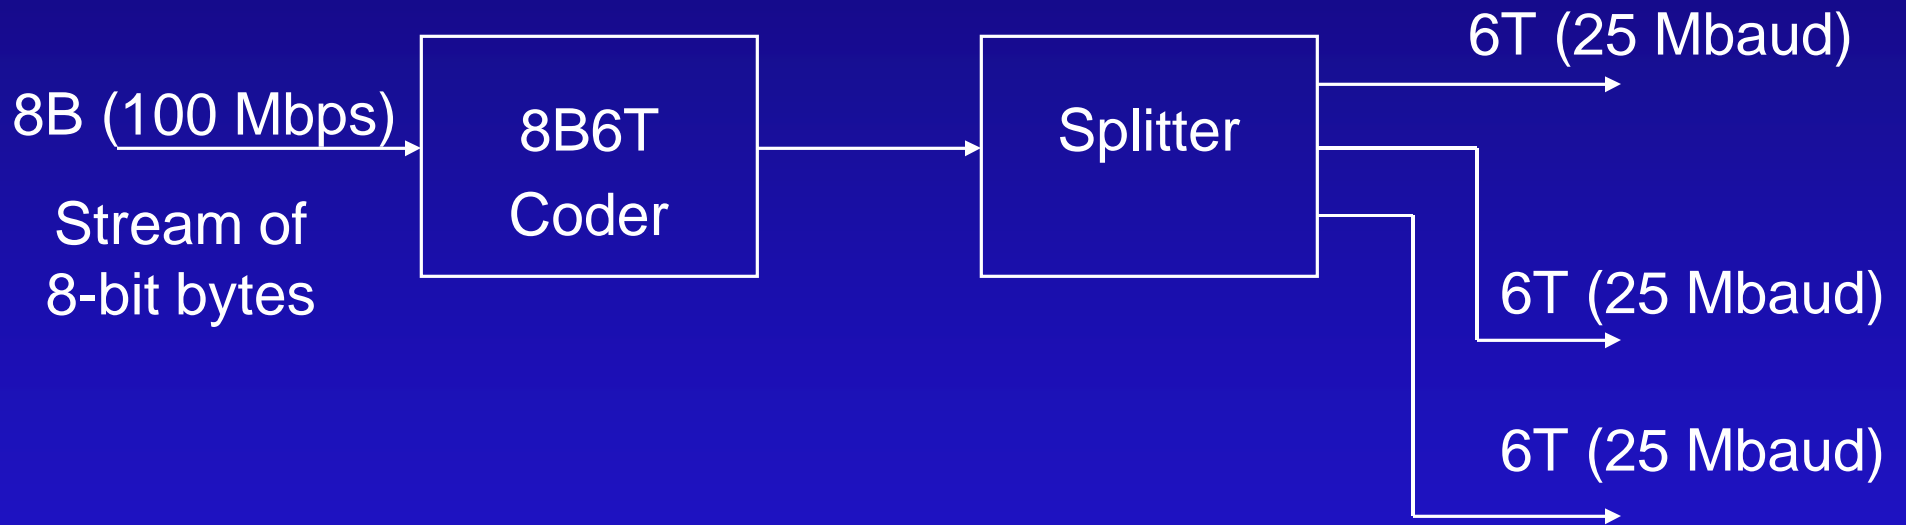 6T (25 Mbaud)
8B (100 Mbps)
8B6T
Coder
Splitter
Stream of
8-bit bytes
6T (25 Mbaud)
6T (25 Mbaud)